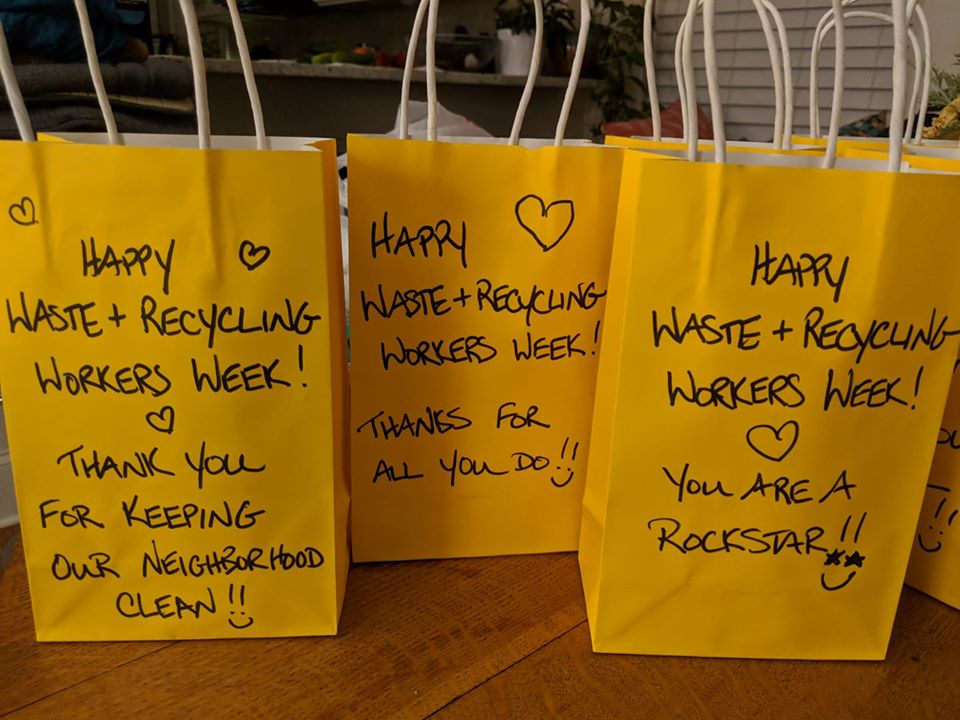 HAPPY
WASTE + RECYCLING
WORKERS WEEK!
THANK YOU
FOR KEEPING
OUR NEIGHBORHOOD
CLEAN!!
HAPPY
WASTE + RECYCLING
WORKERS WEEK!
THANKS FOR
ALL YOU DO!!
HAPPY
WASTE + RECYCLING
WORKERS WEEK!
YOU ARE A
ROCKSTAR!!